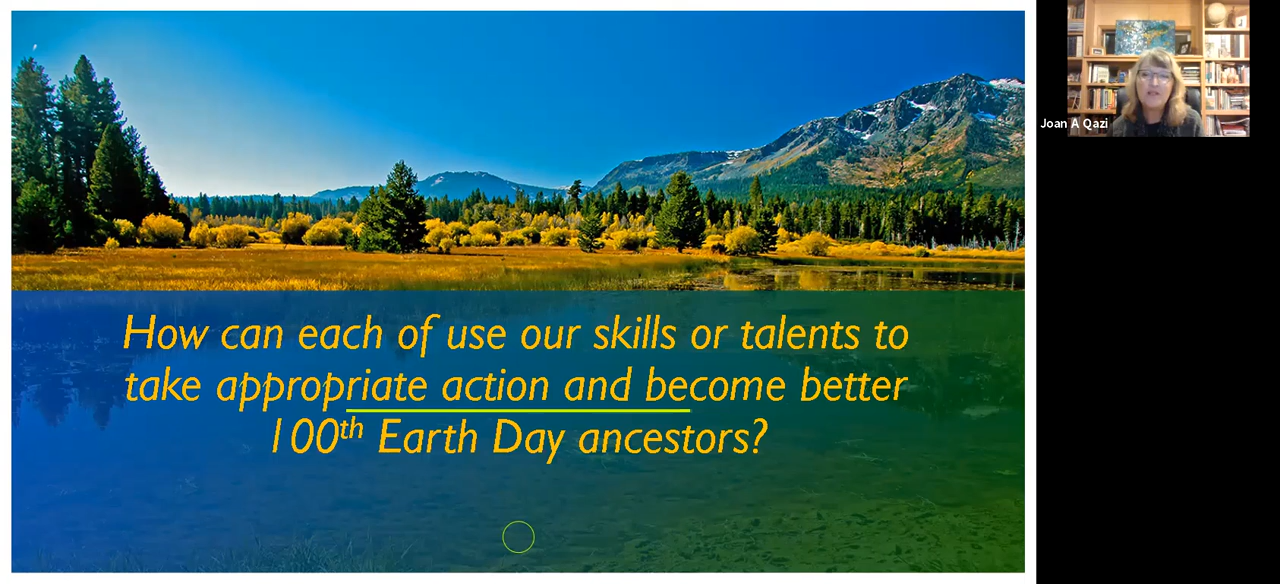 How can each of use our skills or talents to
take appropriate action and become better
100th Earth Day ancestors?
Joan A Qazi